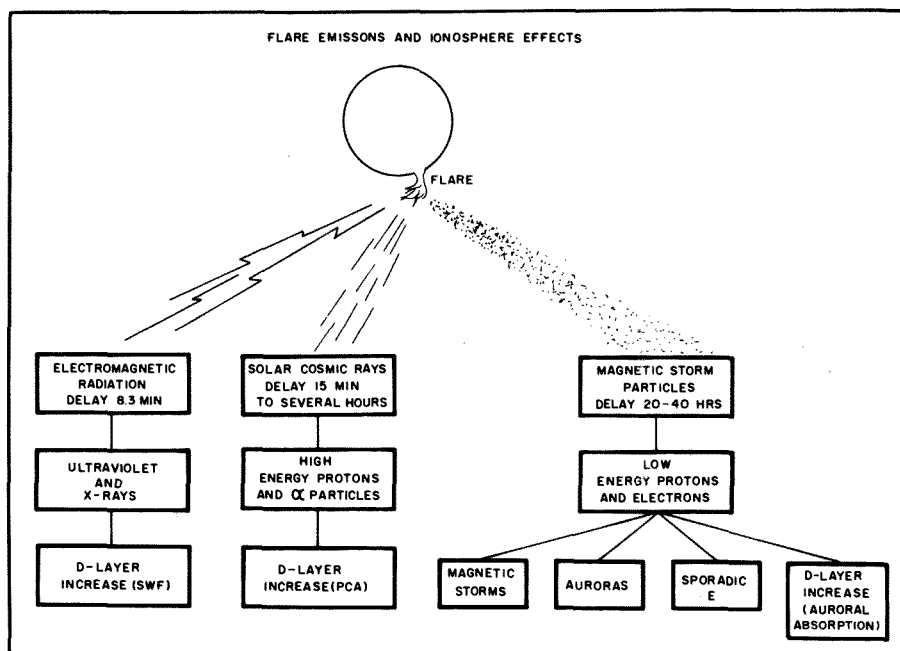 FLARE EMISSONS AND IONOSPHERE EFFECTS
FLARE
ELECTROMAGNETIC
RADIATION
DELAY 8.3 MIN
SOLAR COSMIC RAYS
DELAY 15 MIN
TO SEVERAL HOURS
MAGNETIC STORM
PARTICLES
DELAY 20-40 HRS
ULTRAVIOLET
AND
X-RAYS
HIGH
ENERGY PROTONS
AND α PARTICLES
LOW
ENERGY PROTONS
AND ELECTRONS
D-LAYER
INCREASE (SWF)
D-LAYER
INCREASE(PCA)
MAGNETIC
STORMS
AURORAS
SPORADIC
E
D-LAYER
INCREASE
(AURORAL
ABSORPTION)